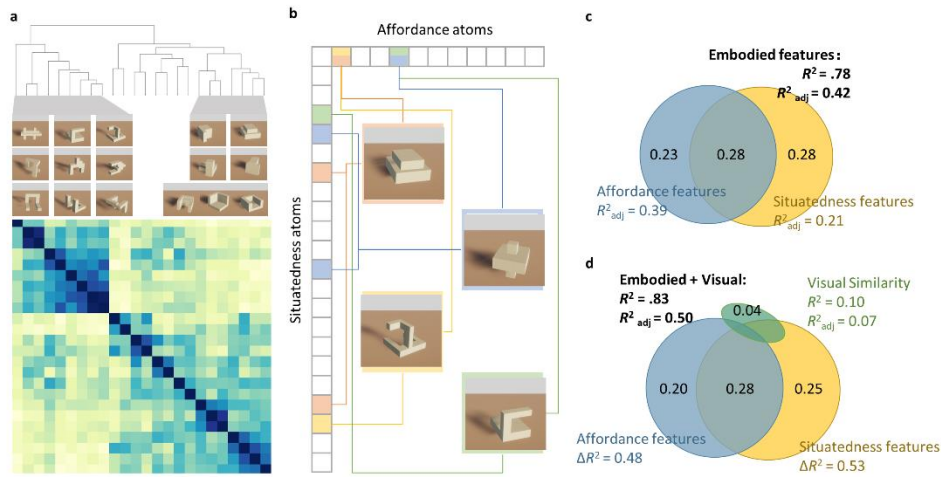 a
b
Affordance atoms
Situatedness atoms
c
Embodied features:
R² = .78
R²adj = 0.42
0.23
0.28
0.28
Affordance features
R²adj = 0.39
Situatedness features
R²adj = 0.21
d
Embodied + Visual:
R² = .83
R² adj = 0.50
Visual Similarity
R² = 0.10
R²adj = 0.07
0.04
0.20
0.28
0.25
Affordance features
ΔR² = 0.48
Situatedness features
ΔR² = 0.53